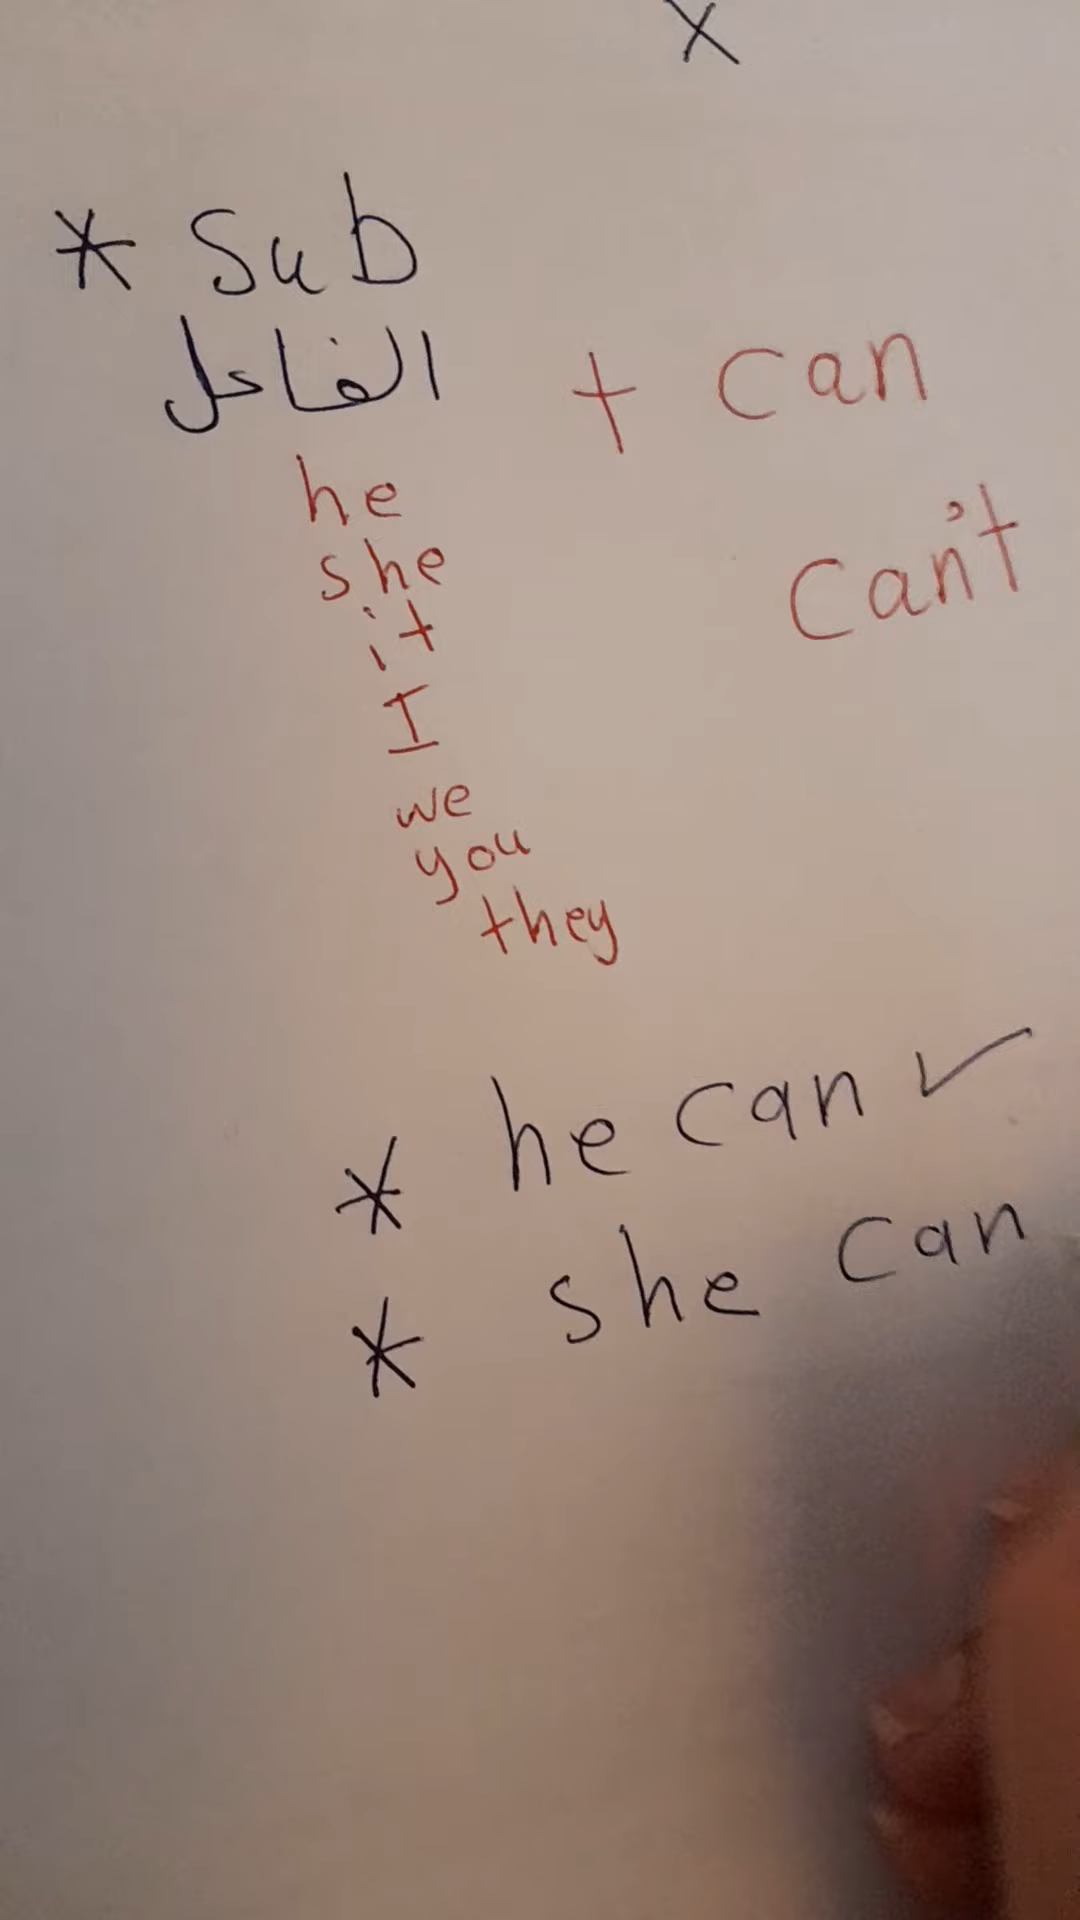 X
* Sub
الفاعل + can
he
can't
she
it
I
we
you
they
* he can ✓
* she can